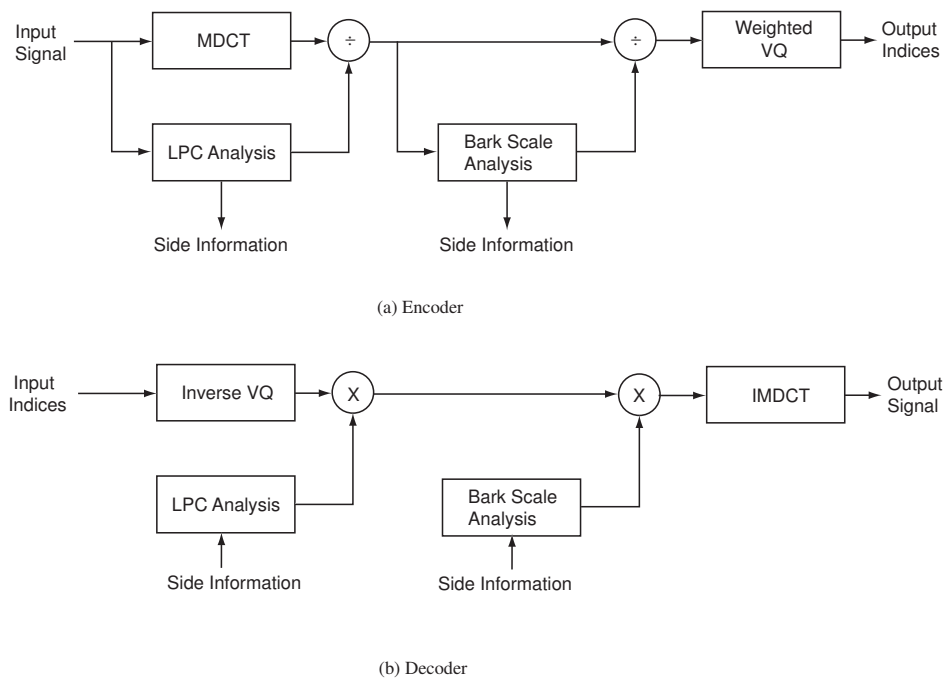 Input
Signal
MDCT
÷
÷
Weighted
VQ
Output
Indices
LPC Analysis
Bark Scale
Analysis
Side Information
Side Information
(a) Encoder
Input
Indices
Inverse VQ
X
X
IMDCT
Output
Signal
LPC Analysis
Bark Scale
Analysis
Side Information
Side Information
(b) Decoder